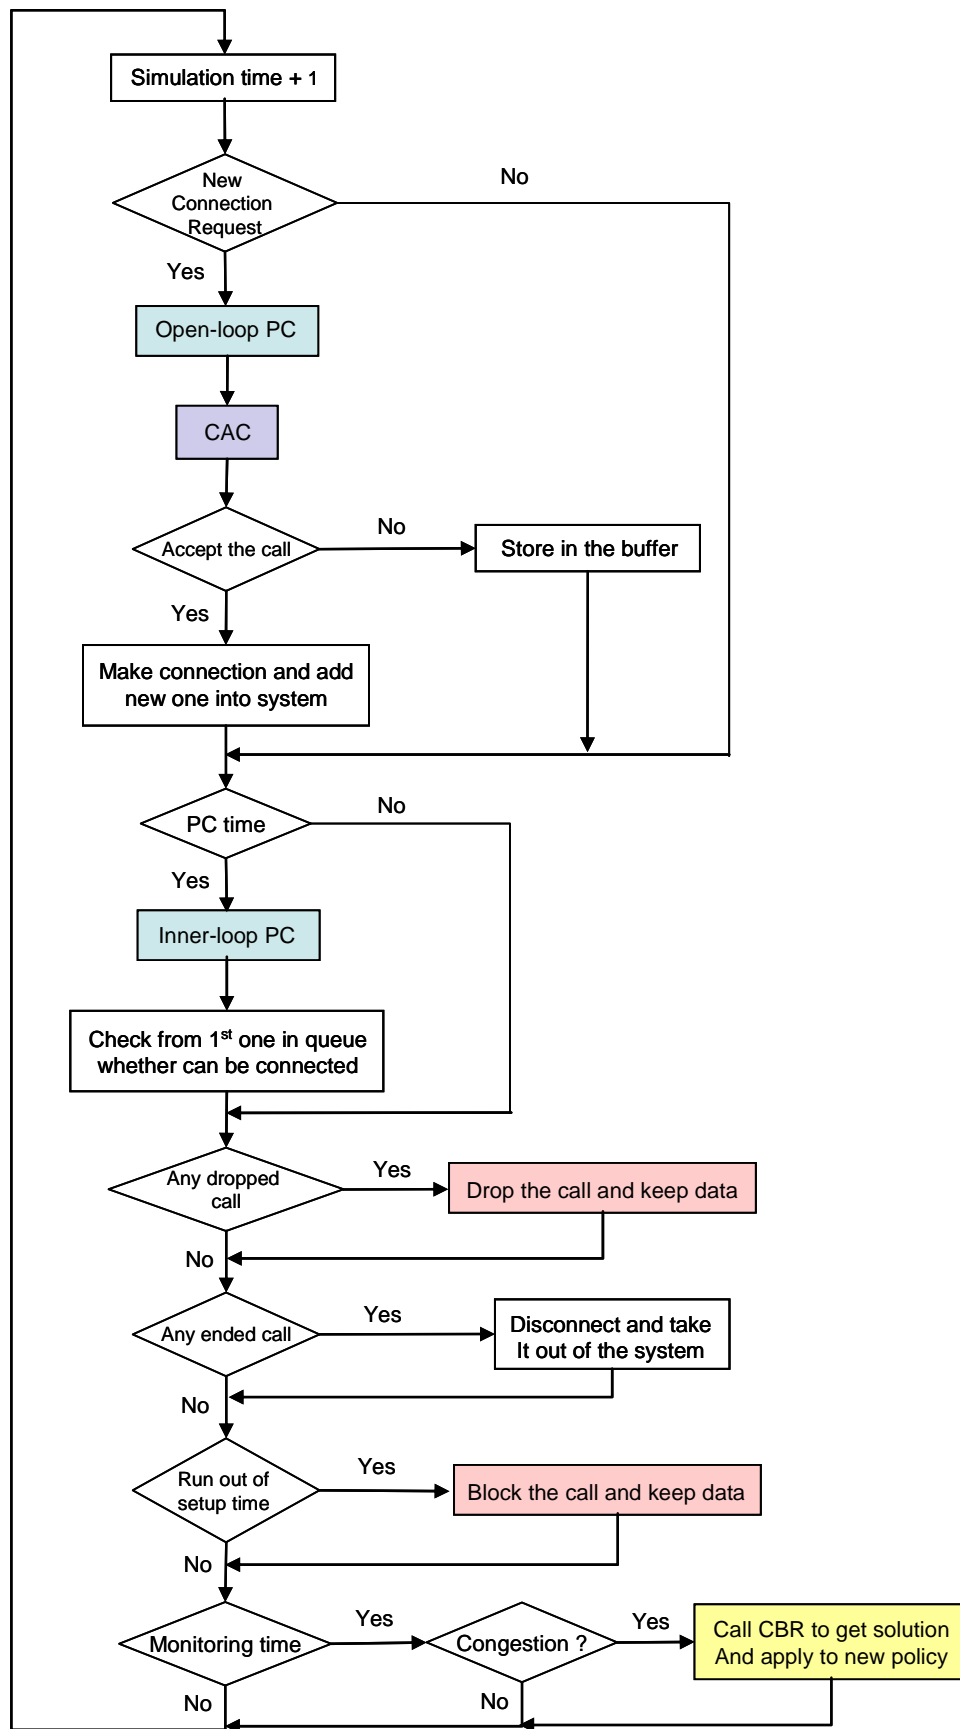 Simulation time + 1
New
Connection
Request
No
Yes
Open-loop PC
CAC
Accept the call
No
Store in the buffer
Yes
Make connection and add
new one into system
PC time
No
Yes
Inner-loop PC
Check from 1st one in queue
whether can be connected
Any dropped
call
Yes
Drop the call and keep data
No
Any ended call
Yes
Disconnect and take
It out of the system
No
Run out of
setup time
Yes
Block the call and keep data
No
Monitoring time
Yes
Congestion ?
Yes
Call CBR to get solution
And apply to new policy
No
No